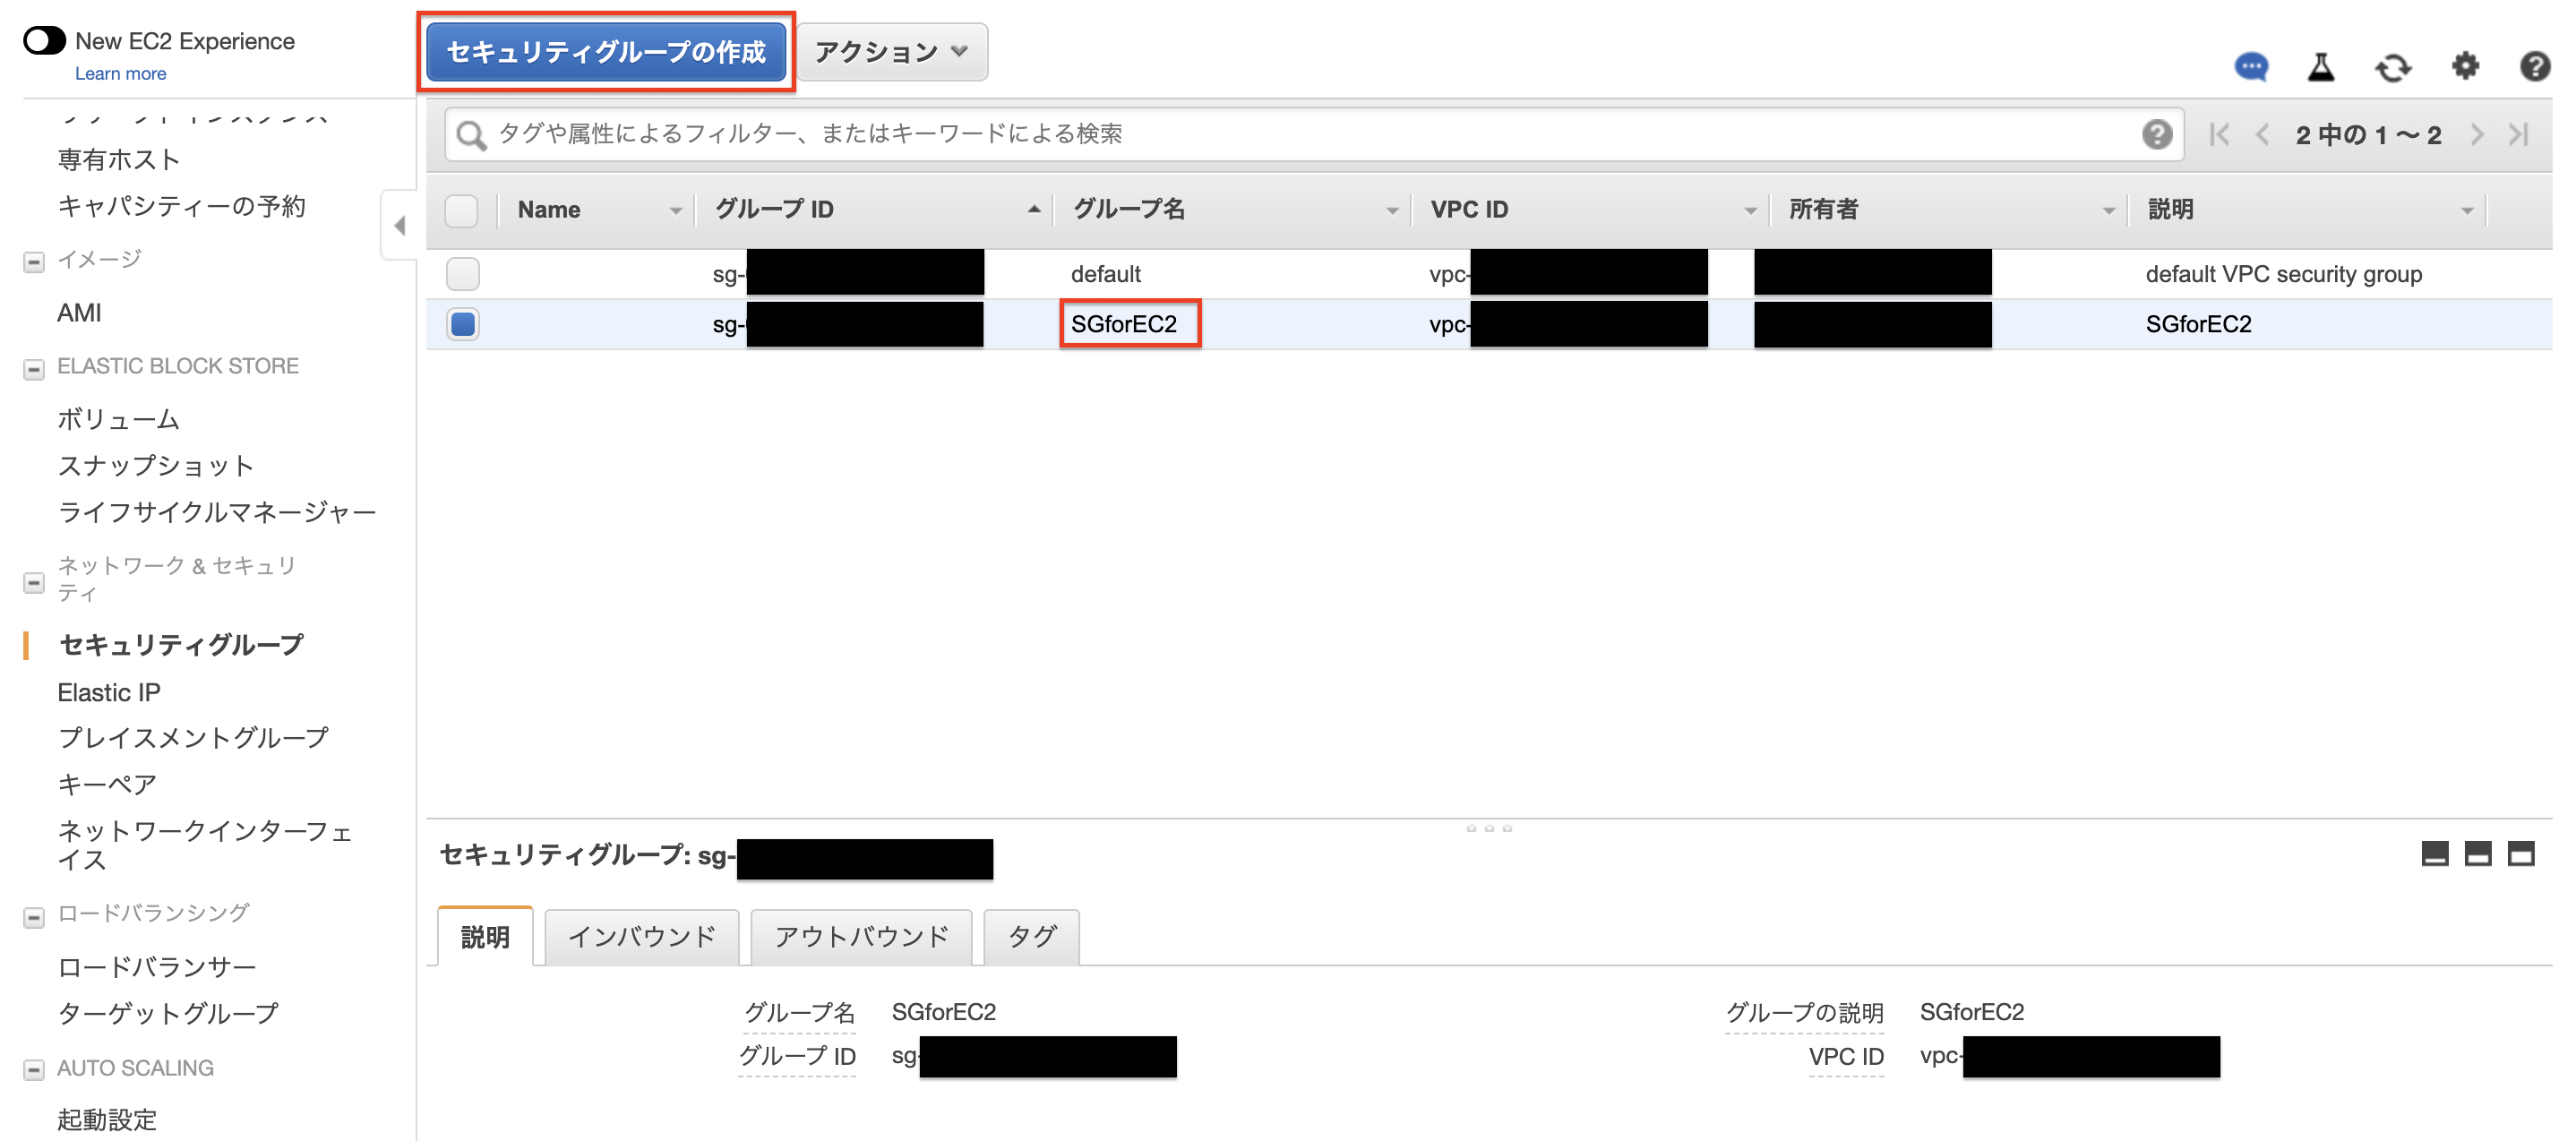 New EC2 Experience
Learn more
セキュリティグループの作成
アクション
タグや属性によるフィルター、またはキーワードによる検索
2 中の 1 ～ 2
専有ホスト
キャパシティーの予約
イメージ
AMI
ELASTIC BLOCK STORE
ボリューム
スナップショット
ライフサイクルマネージャー
ネットワーク & セキュリ
ティ
セキュリティグループ
Elastic IP
プレイスメントグループ
キーペア
ネットワークインターフェ
イス
ロードバランシング
ロードバランサー
ターゲットグループ
AUTO SCALING
起動設定
Name グループ ID グループ名 VPC ID 所有者 説明
sg- default vpc- default VPC security group
sg- SGforEC2 vpc- SGforEC2
セキュリティグループ: sg-
説明 インバウンド アウトバウンド タグ
グループ名 SGforEC2 グループの説明 SGforEC2
グループ ID sg- VPC ID vpc-